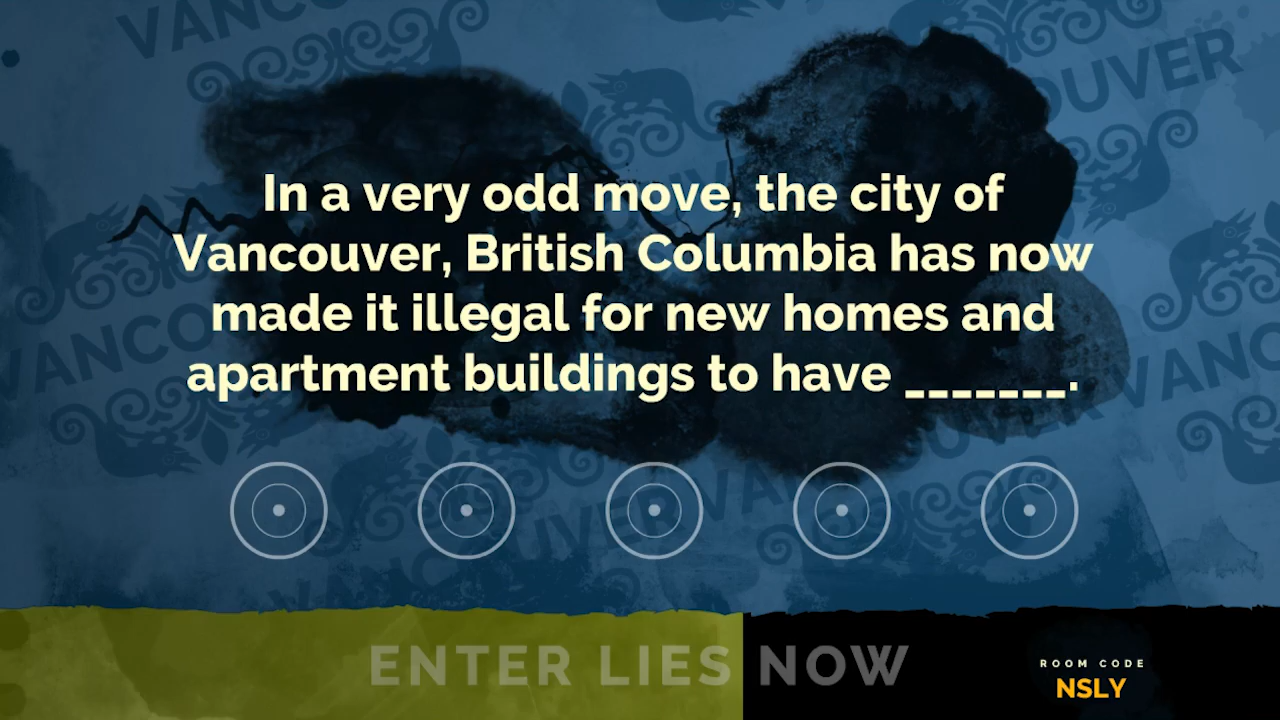 In a very odd move, the city of
Vancouver, British Columbia has now
made it illegal for new homes and
apartment buildings to have _______.
ENTER LIES NOW
ROOM CODE
NSLY
VANCOUVER